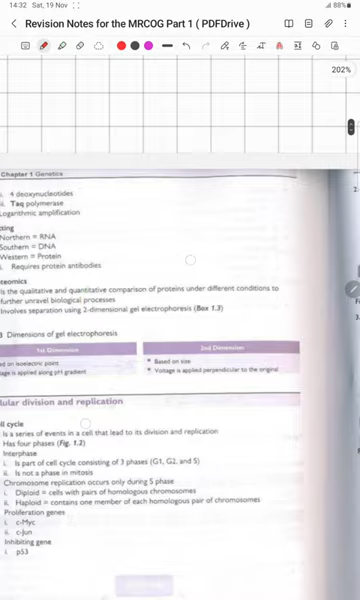 14:32 Sat, 19 Nov
88%
Revision Notes for the MRCOG Part 1 ( PDFDrive )
202%
Chapter 1 Genetics
4 deoxynucleotides
Taq polymerase
Logarithmic amplification
Northern = RNA
Southern = DNA
Western = Protein
i. Requires protein antibodies
Is the qualitative and quantitative comparison of proteins under different conditions to
further unravel biological processes
Involves separation using 2-dimensional gel electrophoresis (Box 1.3)
Dimensions of gel electrophoresis
1st Dimension
2nd Dimension
on isoelectric point
• Based on size
is applied along pH gradient
• Voltage is applied perpendicular to the original
division and replication
cycle
Is a series of events in a cell that lead to its division and replication
Has four phases (Fig. 1.2)
Interphase
i. Is part of cell cycle consisting of 3 phases (G1, G2, and S)
ii. Is not a phase in mitosis
Chromosome replication occurs only during S phase
i. Diploid = cells with pairs of homologous chromosomes
ii. Haploid = contains one member of each homologous pair of chromosomes
Proliferation genes
i. c-Myc
ii. c-Jun
Inhibiting gene
i. p53